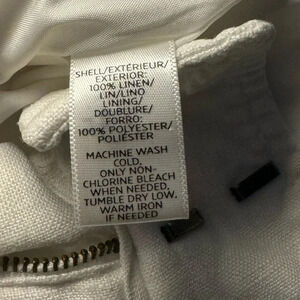 SHELL/EXTÉRIEUR/
EXTERIOR:
100% LINEN/
LIN/LINO
LINING/
DOUBLURE/
FORRO:
100% POLYESTER/
POLIÉSTER
MACHINE WASH
COLD.
ONLY NON-
CHLORINE BLEACH
WHEN NEEDED.
TUMBLE DRY LOW.
WARM IRON
IF NEEDED